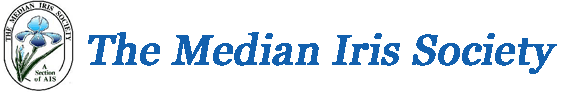 THE MEDIAN IRIS SOCIETY
A
Section
of AIS
The Median Iris Society